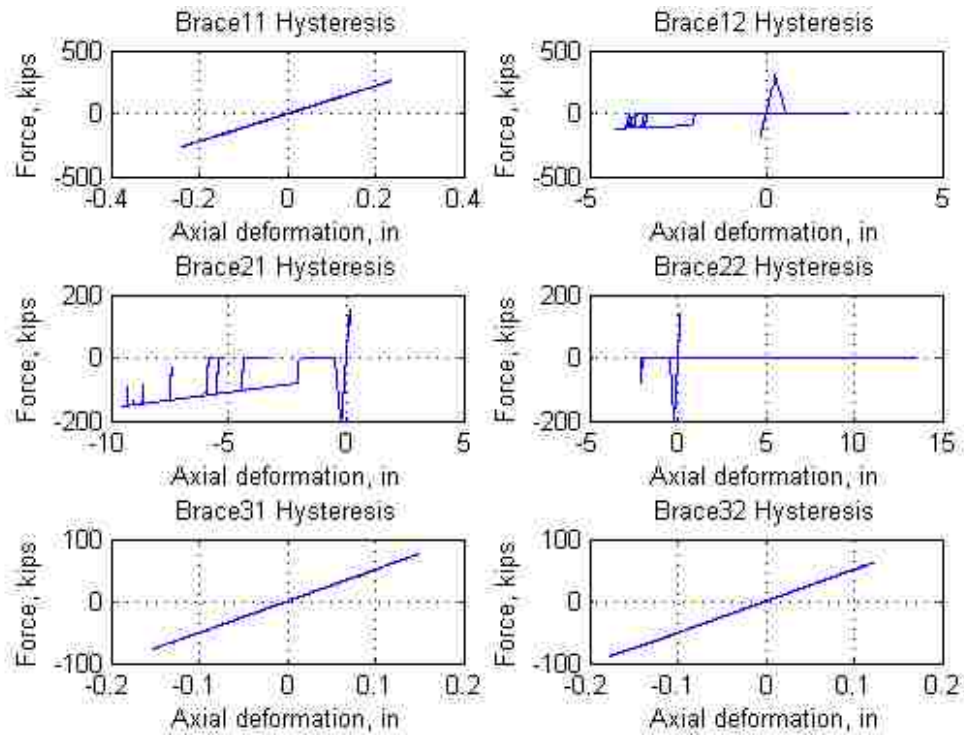 Brace11 Hysteresis
Force, kips
500
0
-500
-0.4 -0.2 0 0.2 0.4
Axial deformation, in
Brace12 Hysteresis
Force, kips
500
0
-500
-5 0 5
Axial deformation, in
Brace21 Hysteresis
Force, kips
200
0
-200
-10 -5 0 5
Axial deformation, in
Brace22 Hysteresis
Force, kips
200
0
-200
-5 0 5 10 15
Axial deformation, in
Brace31 Hysteresis
Force, kips
100
0
-100
-0.2 -0.1 0 0.1 0.2
Axial deformation, in
Brace32 Hysteresis
Force, kips
100
0
-100
-0.2 -0.1 0 0.1 0.2
Axial deformation, in